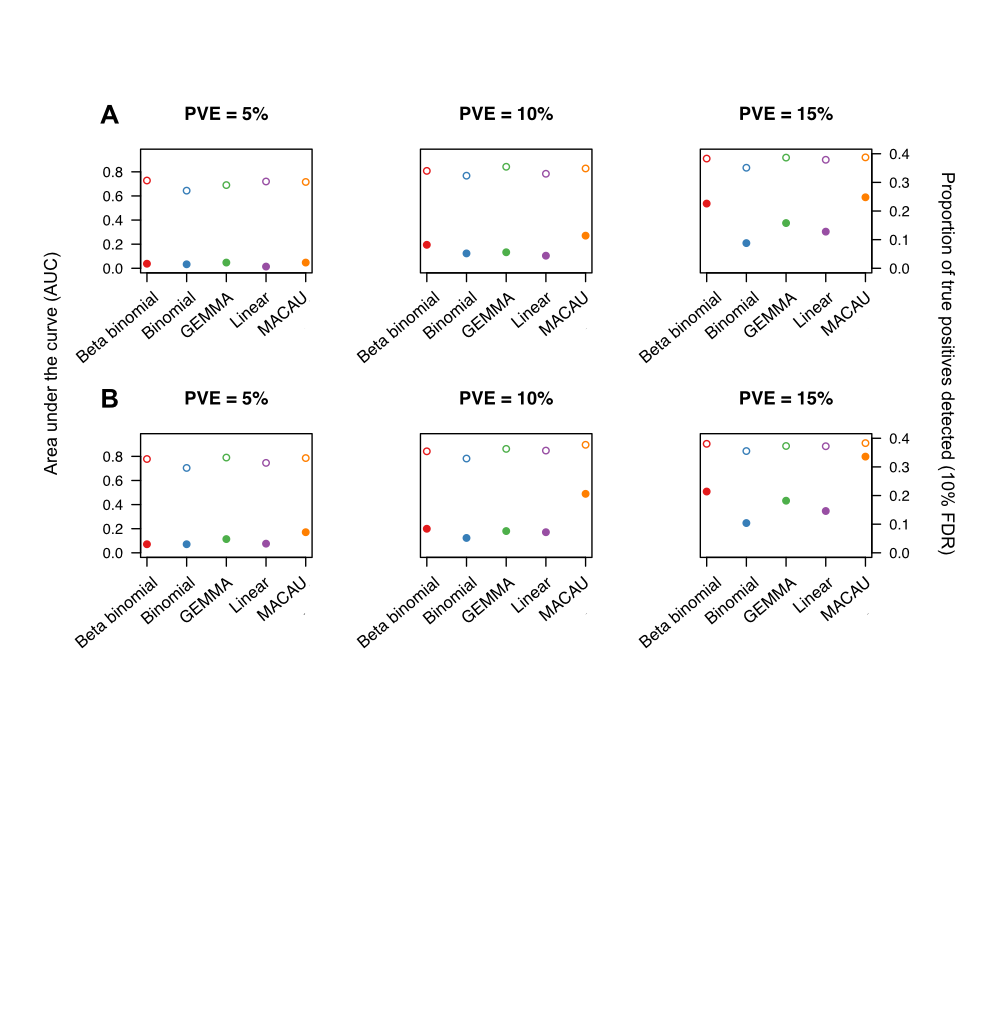 A
PVE = 5%
PVE = 10%
PVE = 15%
0.8
0.6
0.4
0.2
0.0
0.4
0.3
0.2
0.1
0.0
Beta binomial
Binomial
GEMMA
Linear
MACAU
Beta binomial
Binomial
GEMMA
Linear
MACAU
Beta binomial
Binomial
GEMMA
Linear
MACAU
Area under the curve (AUC)
Proportion of true positives detected (10% FDR)
B
PVE = 5%
PVE = 10%
PVE = 15%
0.8
0.6
0.4
0.2
0.0
0.4
0.3
0.2
0.1
0.0
Beta binomial
Binomial
GEMMA
Linear
MACAU
Beta binomial
Binomial
GEMMA
Linear
MACAU
Beta binomial
Binomial
GEMMA
Linear
MACAU